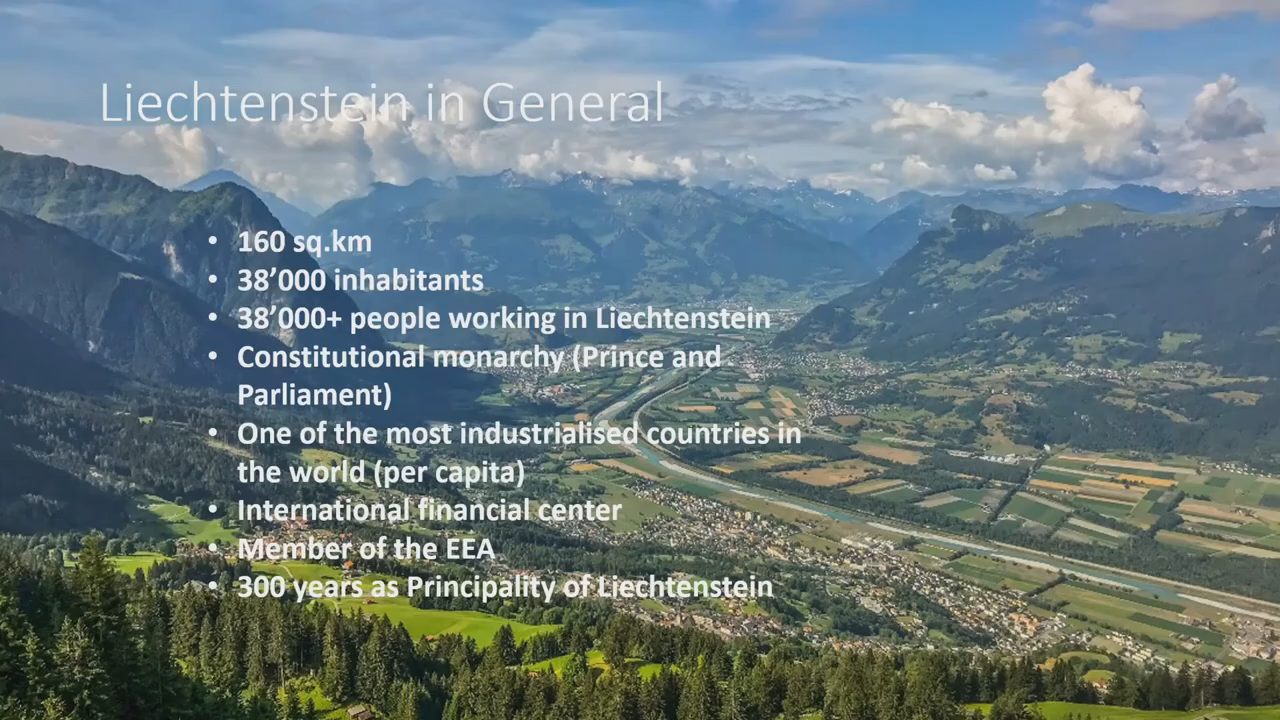 Liechtenstein in General
• 160 sq.km
• 38’000 inhabitants
• 38’000+ people working in Liechtenstein
• Constitutional monarchy (Prince and
Parliament)
• One of the most industrialised countries in
the world (per capita)
• International financial center
• Member of the EEA
• 300 years as Principality of Liechtenstein